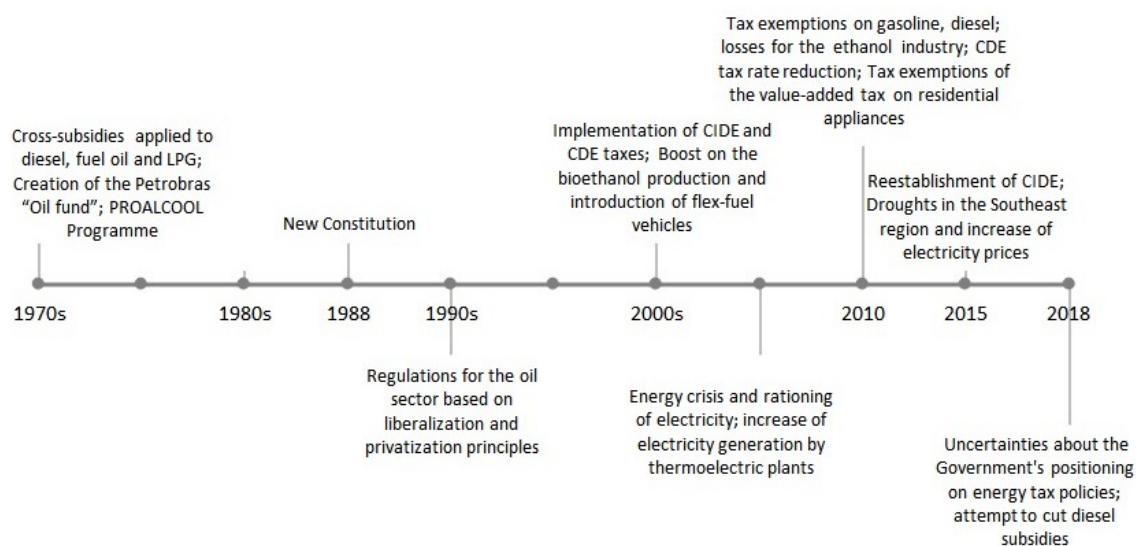 Tax exemptions on gasoline, diesel;
losses for the ethanol industry; CDE
tax rate reduction; Tax exemptions of
the value-added tax on residential
appliances
Cross-subsidies applied to
diesel, fuel oil and LPG;
Creation of the Petrobras
“Oil fund”; PROALCOOL
Programme
New Constitution
Implementation of CIDE and
CDE taxes; Boost on the
bioethanol production and
introduction of flex-fuel
vehicles
Reestablishment of CIDE;
Droughts in the Southeast
region and increase of
electricity prices
1970s
1980s
1988
1990s
2000s
2010
2015
2018
Regulations for the oil
sector based on
liberalization and
privatization principles
Energy crisis and rationing
of electricity; increase of
electricity generation by
thermoelectric plants
Uncertainties about the
Government's positioning
on energy tax policies;
attempt to cut diesel
subsidies